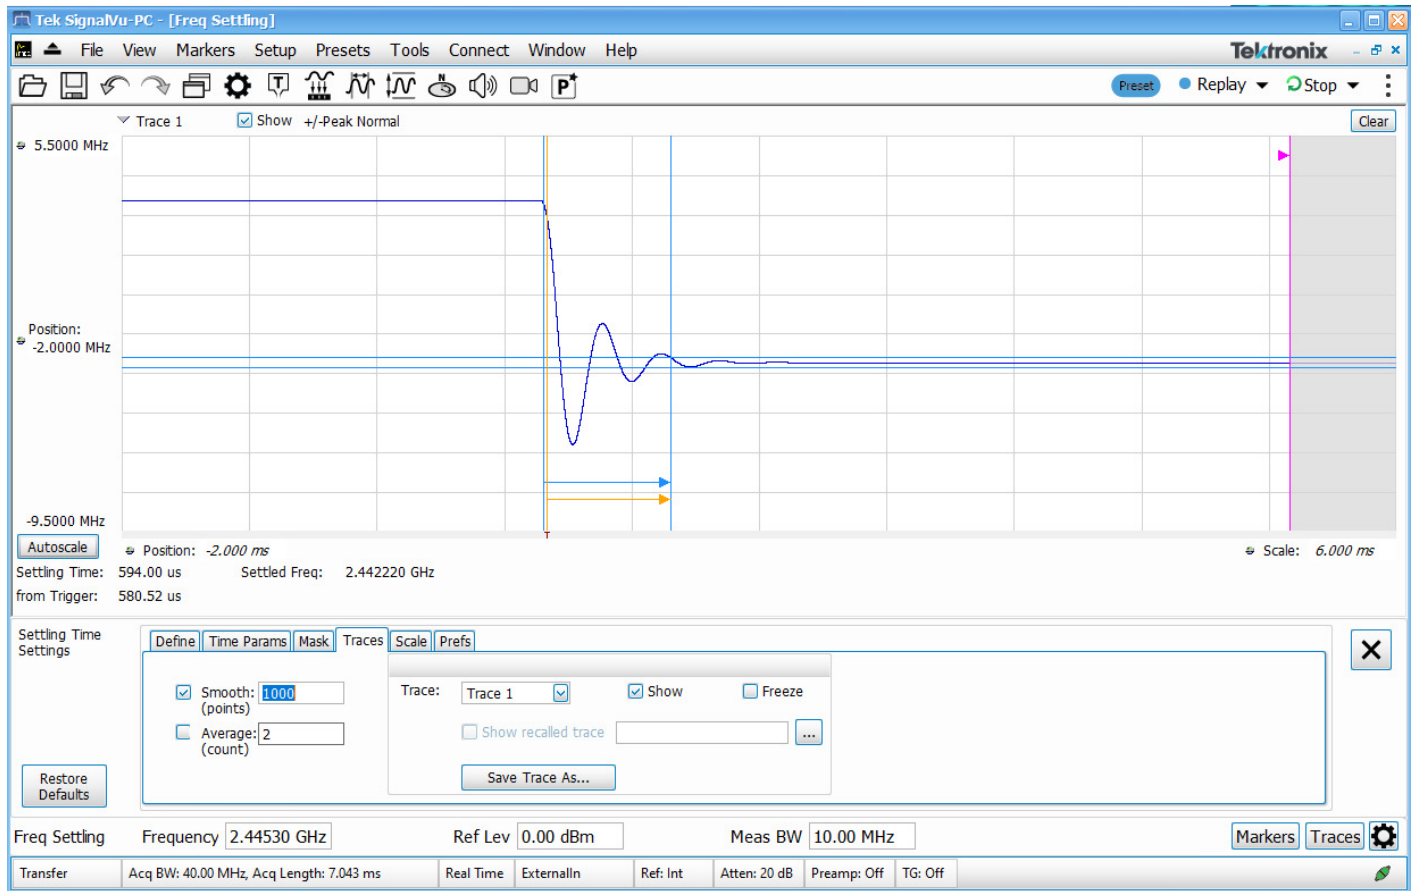 Tek SignalVu-PC - [Freq Settling]
File View Markers Setup Presets Tools Connect Window Help
Tektronix
T N P
Preset Replay Stop
Trace 1 Show +/-Peak Normal Clear
5.5000 MHz
Position:
-2.0000 MHz
-9.5000 MHz
T
Autoscale Position: -2.000 ms Scale: 6.000 ms
Settling Time: 594.00 us Settled Freq: 2.442220 GHz
from Trigger: 580.52 us
Settling Time
Settings
Define Time Params Mask Traces Scale Prefs
Smooth: 1000
(points)
Trace: Trace 1 Show Freeze
Average: 2
(count)
Show recalled trace ...
Save Trace As...
Restore
Defaults
Freq Settling Frequency 2.44530 GHz Ref Lev 0.00 dBm Meas BW 10.00 MHz Markers Traces
Transfer Acq BW: 40.00 MHz, Acq Length: 7.043 ms Real Time ExternalIn Ref: Int Atten: 20 dB Preamp: Off TG: Off